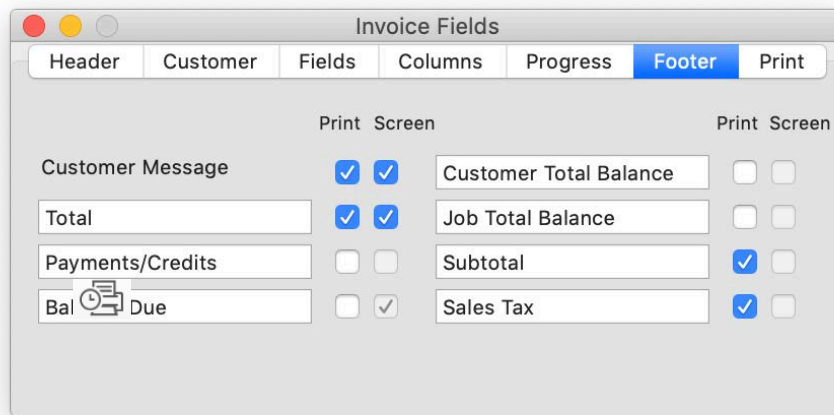 Invoice Fields
Header Customer Fields Columns Progress Footer Print
Print Screen Print Screen
Customer Message Customer Total Balance
Total Job Total Balance
Payments/Credits Subtotal
Bal Due Sales Tax